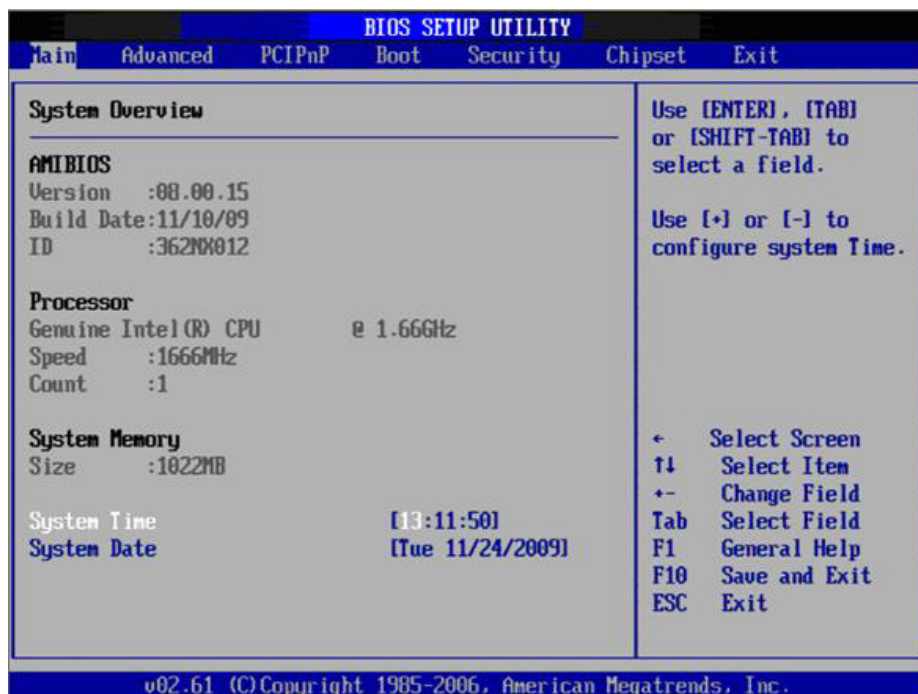 BIOS SETUP UTILITY
Main Advanced PCIPnP Boot Security Chipset Exit
System Overview
AMIBIOS
Version :08.00.15
Build Date:11/10/09
ID :362NX012
Processor
Genuine Intel(R) CPU @ 1.66GHz
Speed :1666MHz
Count :1
System Memory
Size :1022MB
System Time [13:11:50]
System Date [Tue 11/24/2009]
Use [ENTER], [TAB]
or [SHIFT-TAB] to
select a field.
Use [+] or [-] to
configure system Time.
← Select Screen
↑↓ Select Item
+- Change Field
Tab Select Field
F1 General Help
F10 Save and Exit
ESC Exit
v02.61 (C)Copyright 1985-2006, American Megatrends, Inc.